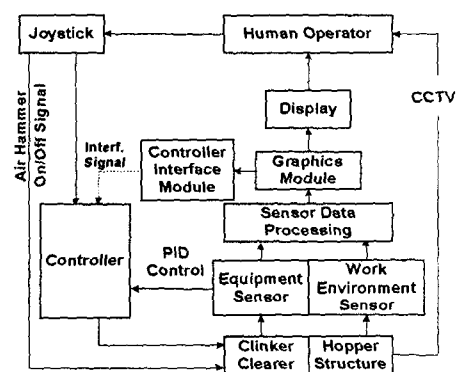 Joystick
Human Operator
CCTV
Air Hammer
On/Off Signal
Display
Interf.
Signal
Controller
Interface
Module
Graphics
Module
Sensor Data
Processing
Controller
PID
Control
Equipment
Sensor
Work
Environment
Sensor
Clinker
Clearer
Hopper
Structure